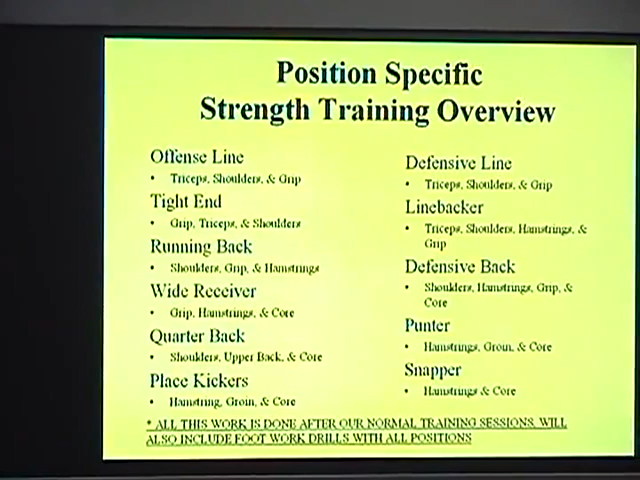 Position Specific
Strength Training Overview
Offense Line
• Triceps, Shoulders, & Grip
Tight End
• Grip, Triceps, & Shoulders
Running Back
• Shoulders, Grip, & Hamstrings
Wide Receiver
• Grip, Hamstrings, & Core
Quarter Back
• Shoulders, Upper Back, & Core
Place Kickers
• Hamstring, Groin, & Core
Defensive Line
• Triceps, Shoulders, & Grip
Linebacker
• Triceps, Shoulders, Hamstrings, &
Grip
Defensive Back
• Shoulders, Hamstrings, Grip, &
Core
Punter
• Hamstrings, Groin, & Core
Snapper
• Hamstrings & Core
* ALL THIS WORK IS DONE AFTER OUR NORMAL TRAINING SESSIONS. WILL
ALSO INCLUDE FOOT WORK DRILLS WITH ALL POSITIONS